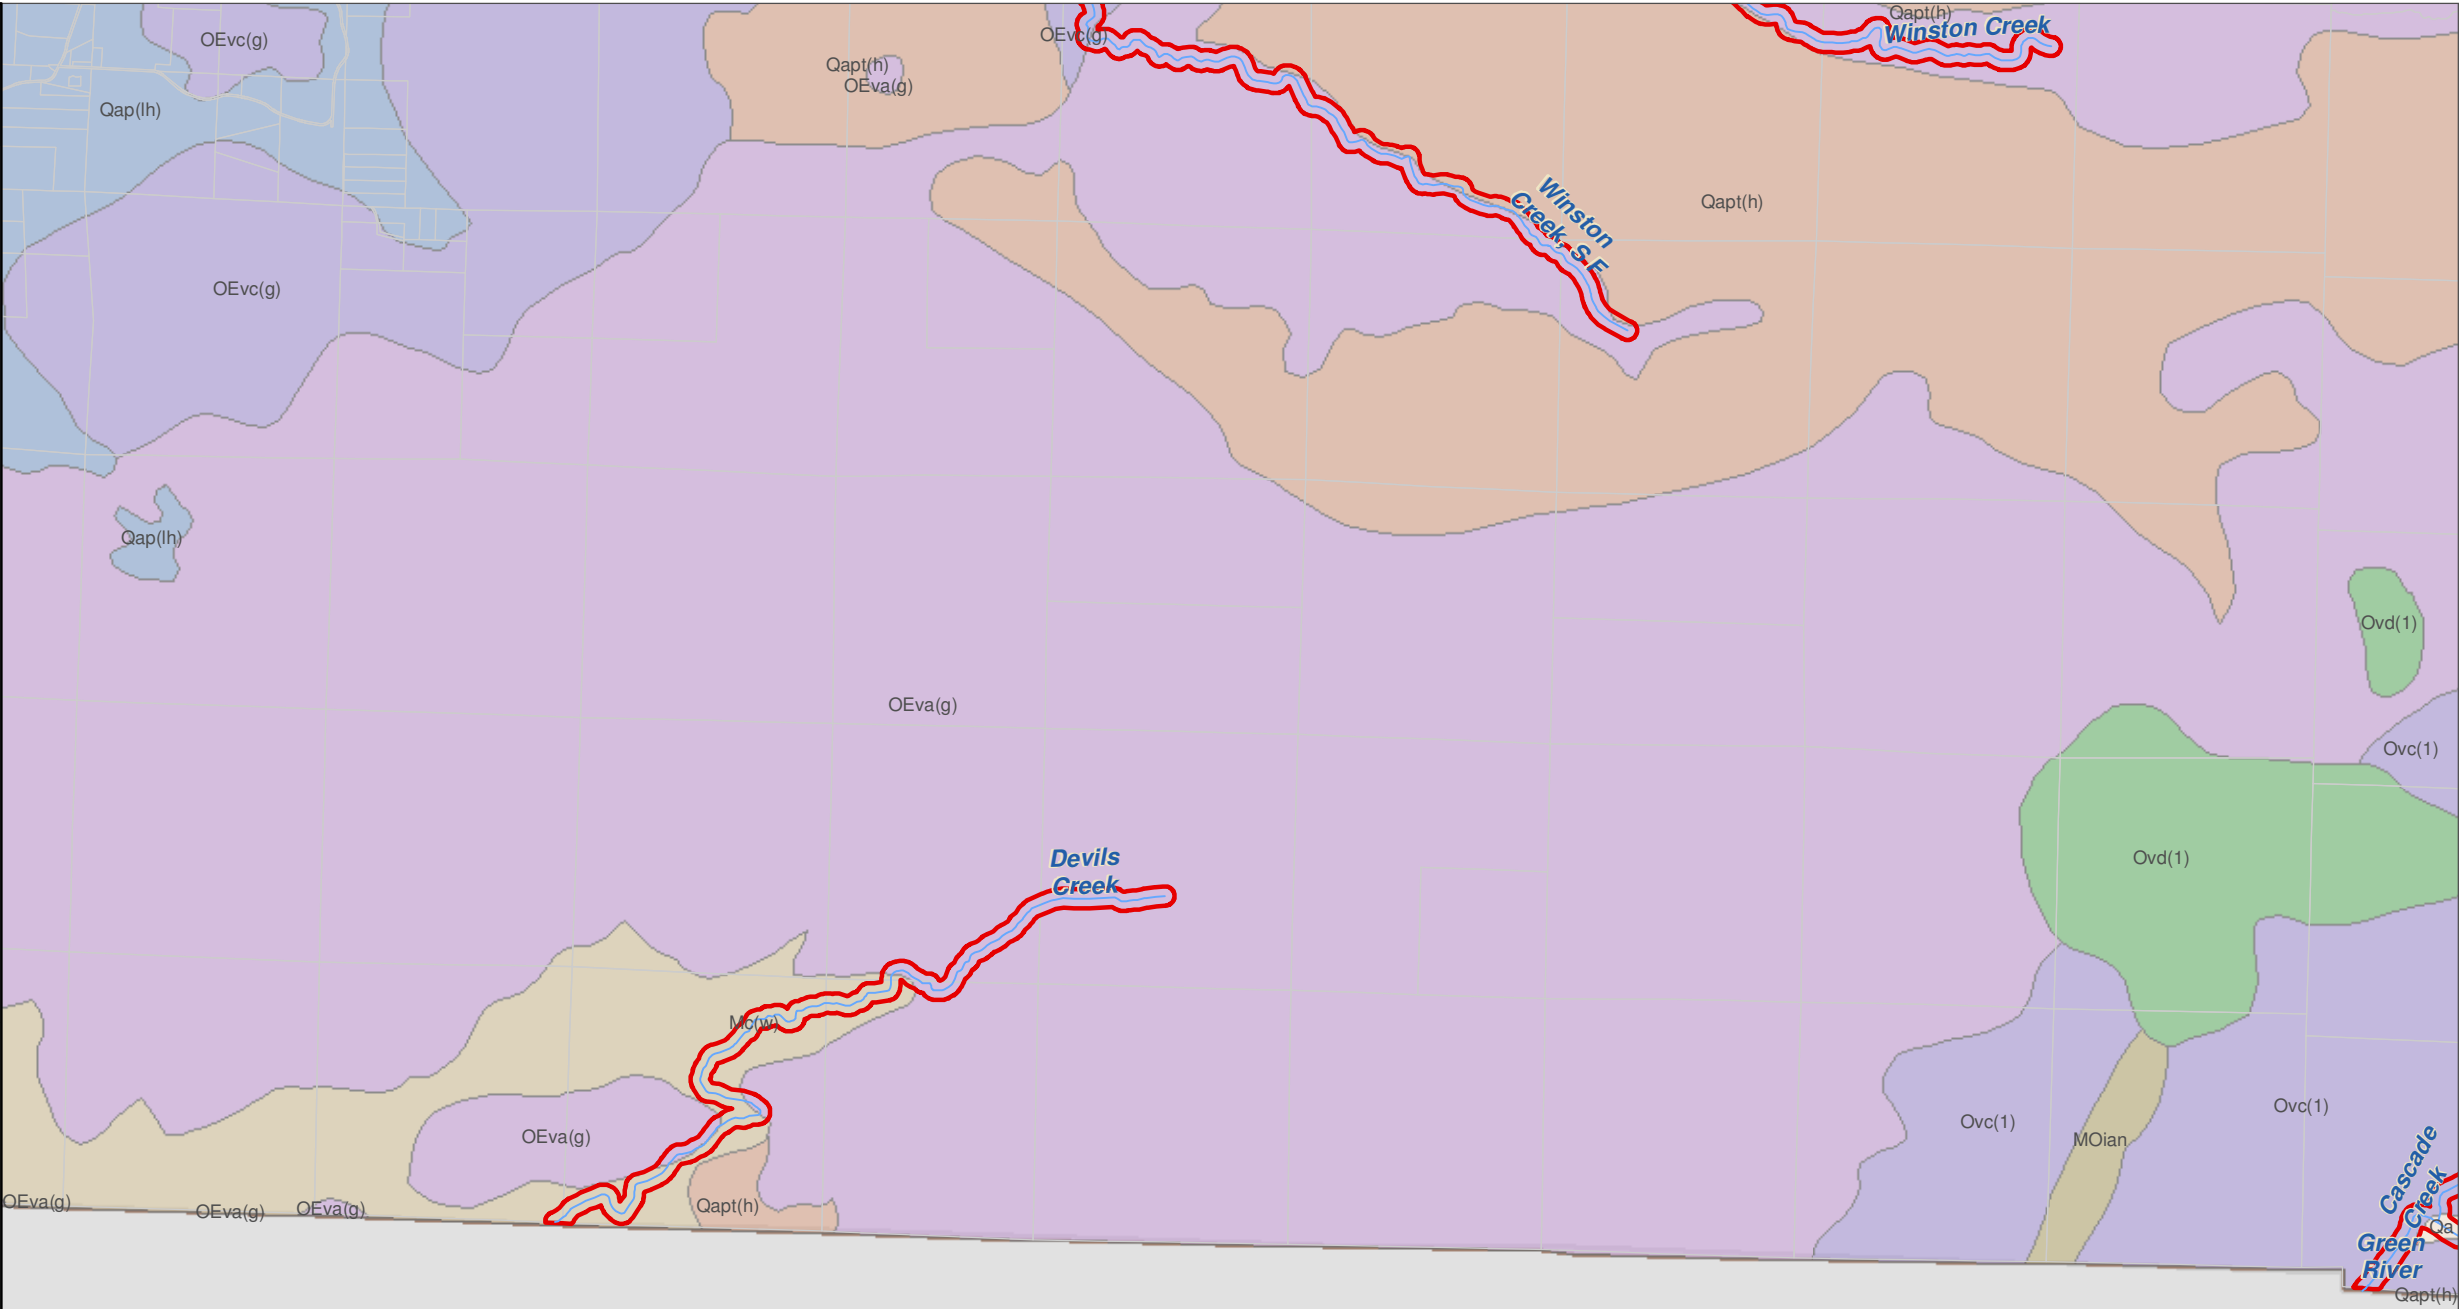 Qapt(h)
Winston Creek
OEvc(g)
OEvc(g)
Qapt(h)
OEva(g)
Qap(lh)
Qapt(h)
Winston
Creek, S F
OEvc(g)
Qap(lh)
Ovd(1)
OEva(g)
Ovc(1)
Devils
Creek
Ovd(1)
Mc(w)
Ovc(1)
Ovc(1)
OEva(g)
MOian
Cascade
Creek
OEva(g)
OEva(g)
OEva(g)
Qapt(h)
Qa
Green
River
Qapt(h)